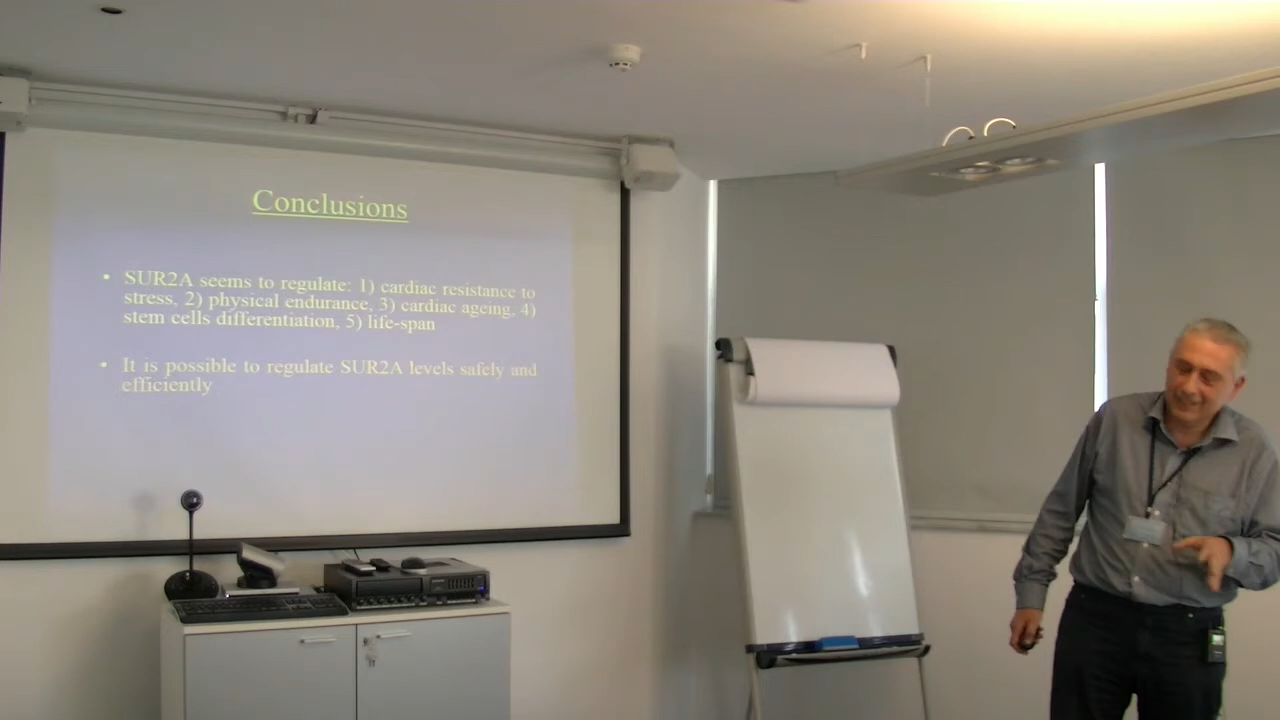 Conclusions
• SUR2A seems to regulate: 1) cardiac resistance to
stress, 2) physical endurance, 3) cardiac ageing, 4)
stem cells differentiation, 5) life-span
• It is possible to regulate SUR2A levels safely and
efficiently